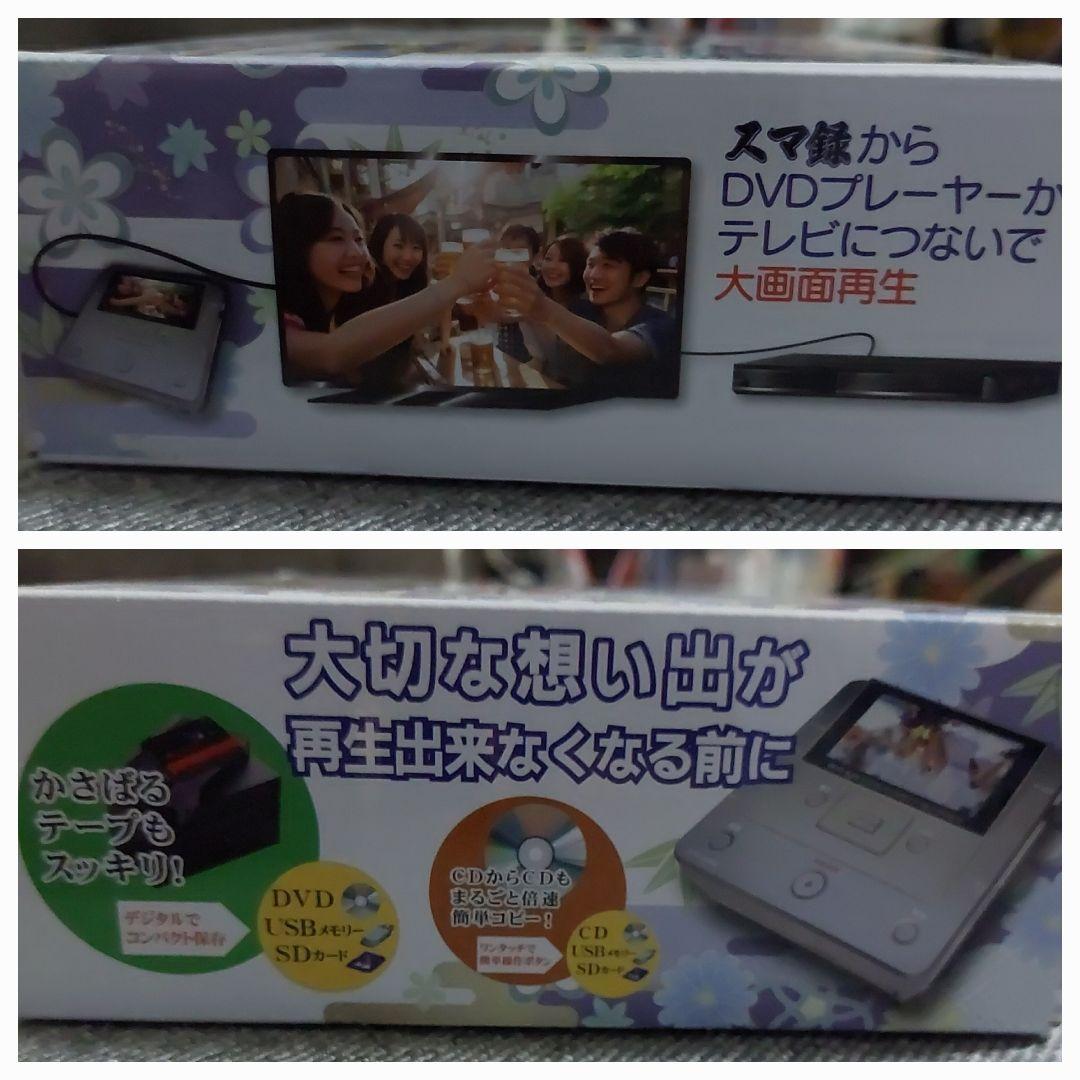 スマ録から
DVDプレーヤーか
テレビにつないで
大画面再生
大切な想い出が
再生出来なくなる前に
かさばる
テープも
スッキリ!
デジタルで
コンパクト保存
DVD
USBメモリー
SDカード
CDからCDも
まるごと倍速
簡単コピー!
ワンタッチで
簡単操作ボタン
CD
USBメモリー
SDカード